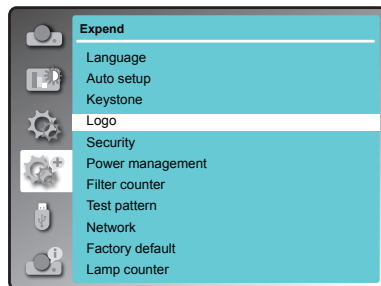 Expend
Language
Auto setup
Keystone
Logo
Security
Power management
Filter counter
Test pattern
Network
Factory default
Lamp counter